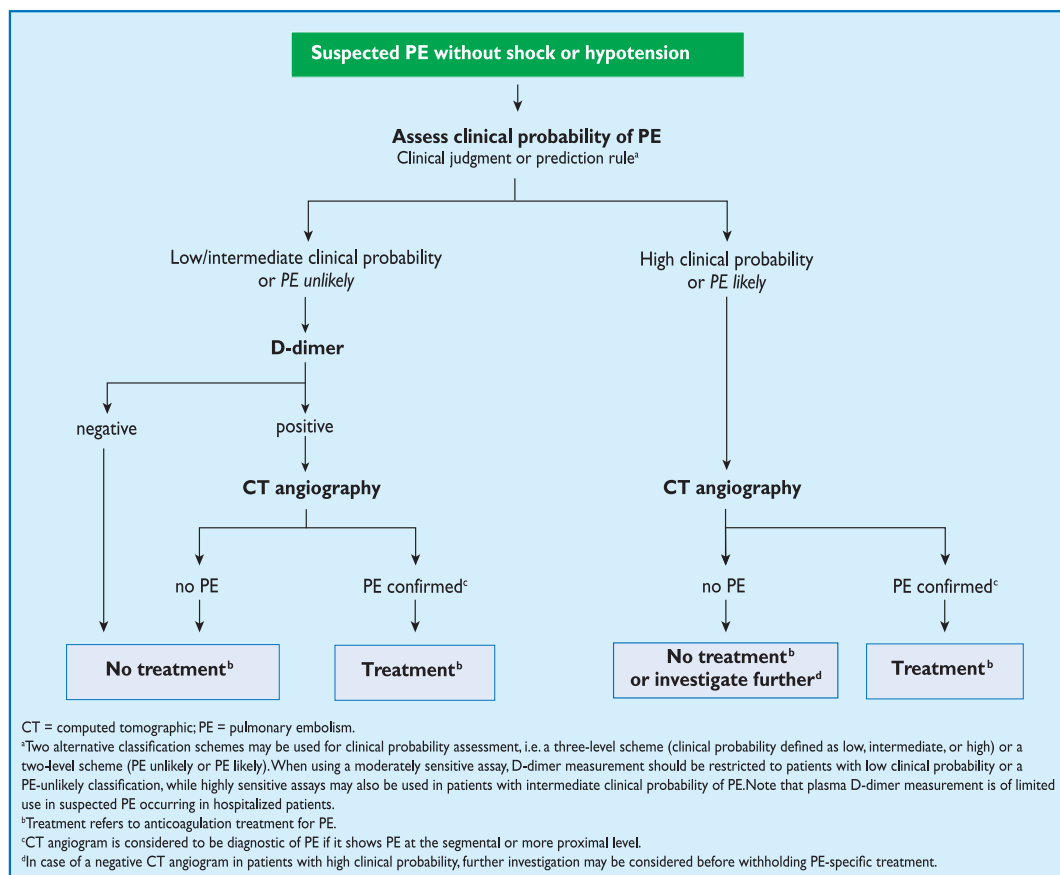 Suspected PE without shock or hypotension
Assess clinical probability of PE
Clinical judgment or prediction ruleᵃ
Low/intermediate clinical probability
or PE unlikely
High clinical probability
or PE likely
D-dimer
negative
positive
CT angiography
CT angiography
no PE
PE confirmedᶜ
no PE
PE confirmedᶜ
No treatmentᵇ
Treatmentᵇ
No treatmentᵇ
or investigate furtherᵈ
Treatmentᵇ
CT = computed tomographic; PE = pulmonary embolism.
ᵃTwo alternative classification schemes may be used for clinical probability assessment, i.e. a three-level scheme (clinical probability defined as low, intermediate, or high) or a
two-level scheme (PE unlikely or PE likely). When using a moderately sensitive assay, D-dimer measurement should be restricted to patients with low clinical probability or a
PE-unlikely classification, while highly sensitive assays may also be used in patients with intermediate clinical probability of PE. Note that plasma D-dimer measurement is of limited
use in suspected PE occurring in hospitalized patients.
ᵇTreatment refers to anticoagulation treatment for PE.
ᶜCT angiogram is considered to be diagnostic of PE if it shows PE at the segmental or more proximal level.
ᵈIn case of a negative CT angiogram in patients with high clinical probability, further investigation may be considered before withholding PE-specific treatment.